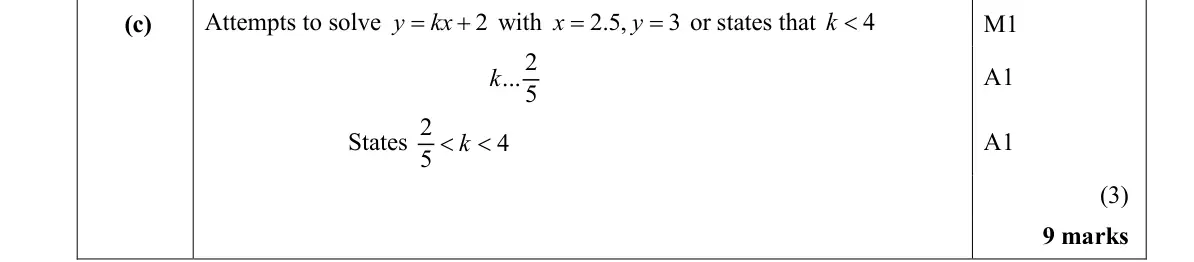 (c) Attempts to solve y = kx + 2 with x = 2.5, y = 3 or states that k < 4 M1
k...2/5 A1
States 2/5 < k < 4 A1
(3)
9 marks